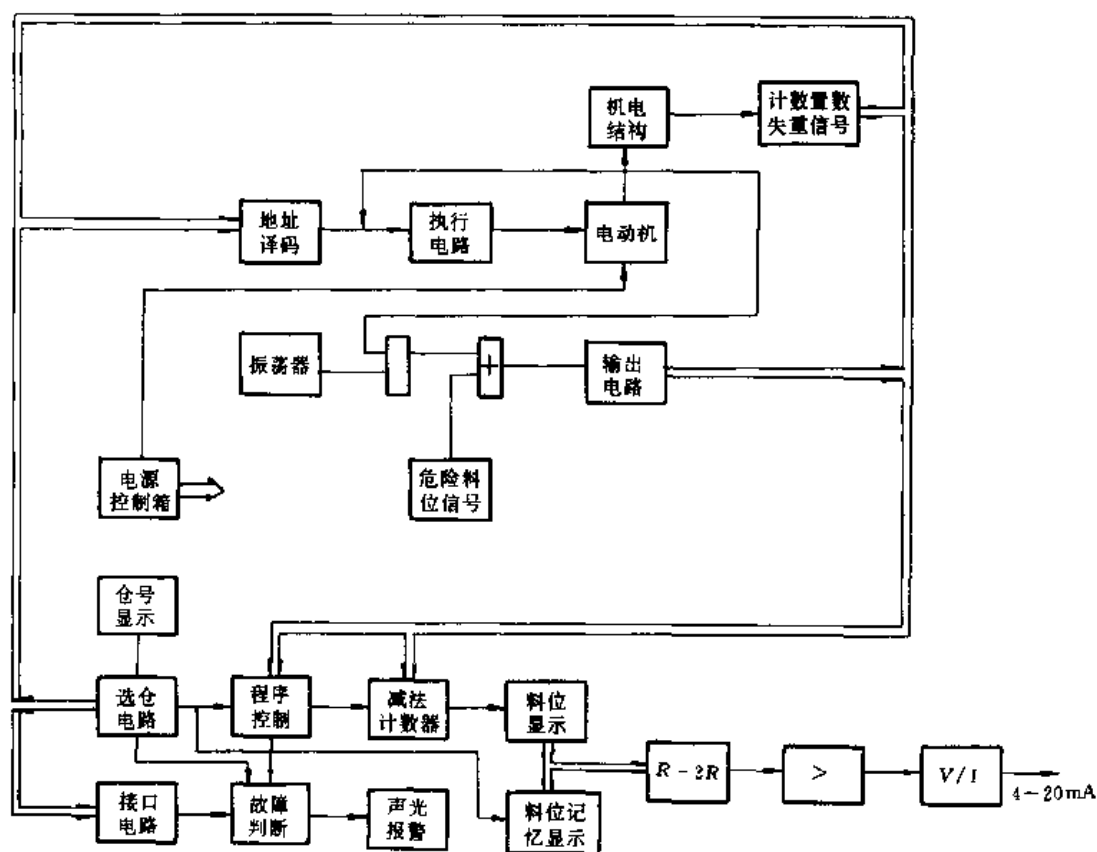 机电
结构
计数置数
失重信号
地址
译码
执行
电路
电动机
振荡器
输出
电路
电源
控制箱
危险料
位信号
仓号
显示
选仓
电路
程序
控制
减法
计数器
料位
显示
R-2R
>
V/I
4-20mA
接口
电路
故障
判断
声光
报警
料位记
忆显示